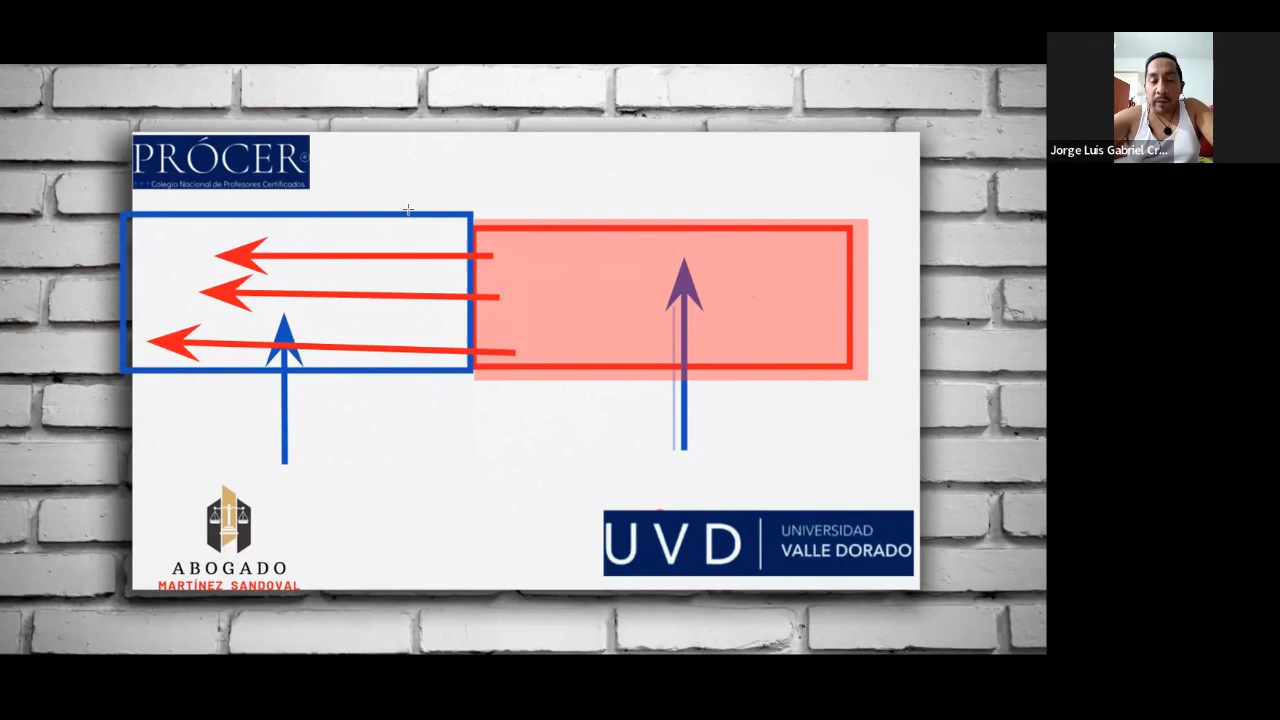 PRÓCER®
Colegio Nacional de Profesores Certificados
Jorge Luis Gabriel Cr...
ABOGADO
MARTÍNEZ SANDOVAL
UVD
UNIVERSIDAD
VALLE DORADO